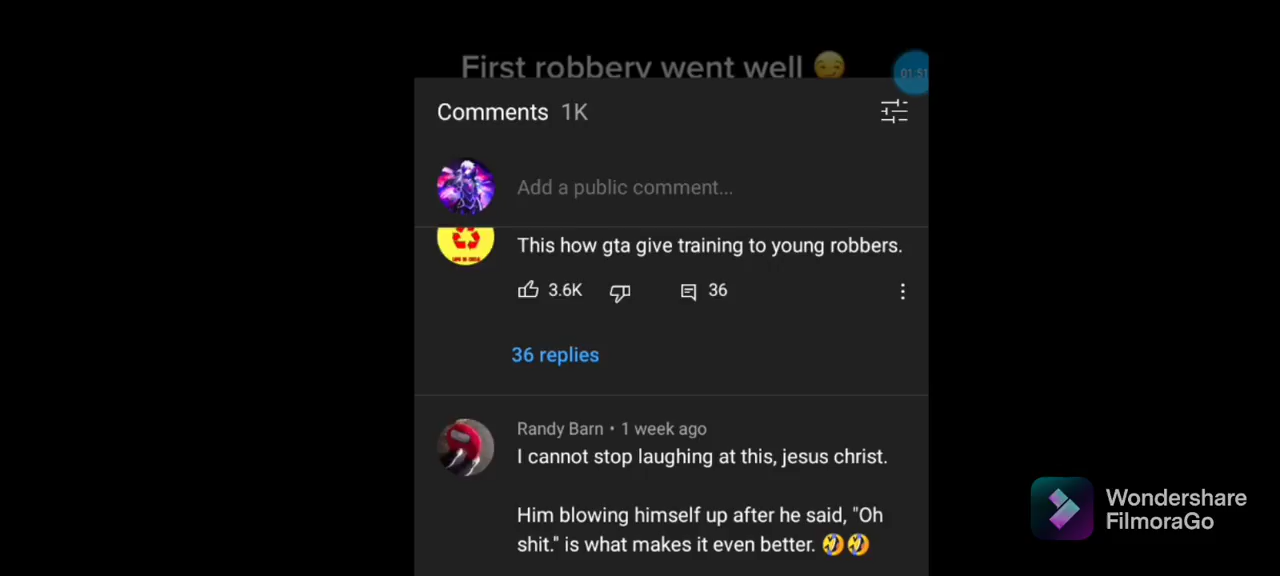 First robbery went well 😏
01:51
Comments 1K
Add a public comment...
This how gta give training to young robbers.
3.6K 36
36 replies
Randy Barn • 1 week ago
I cannot stop laughing at this, jesus christ.
Him blowing himself up after he said, "Oh
shit." is what makes it even better. 🤣🤣
Wondershare
FilmoraGo